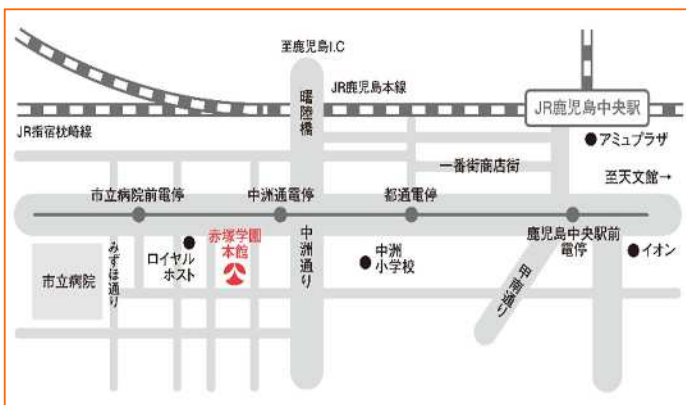 至鹿児島I.C
曙陸橋
JR鹿児島本線
JR鹿児島中央駅
JR指宿枕崎線
アミュプラザ
一番街商店街
至天文館→
市立病院前電停
中洲通電停
都通電停
鹿児島中央駅前
電停
みずほ通り
ロイヤル
ホスト
赤塚学園
本館
中洲通り
中洲
小学校
甲南通り
イオン
市立病院